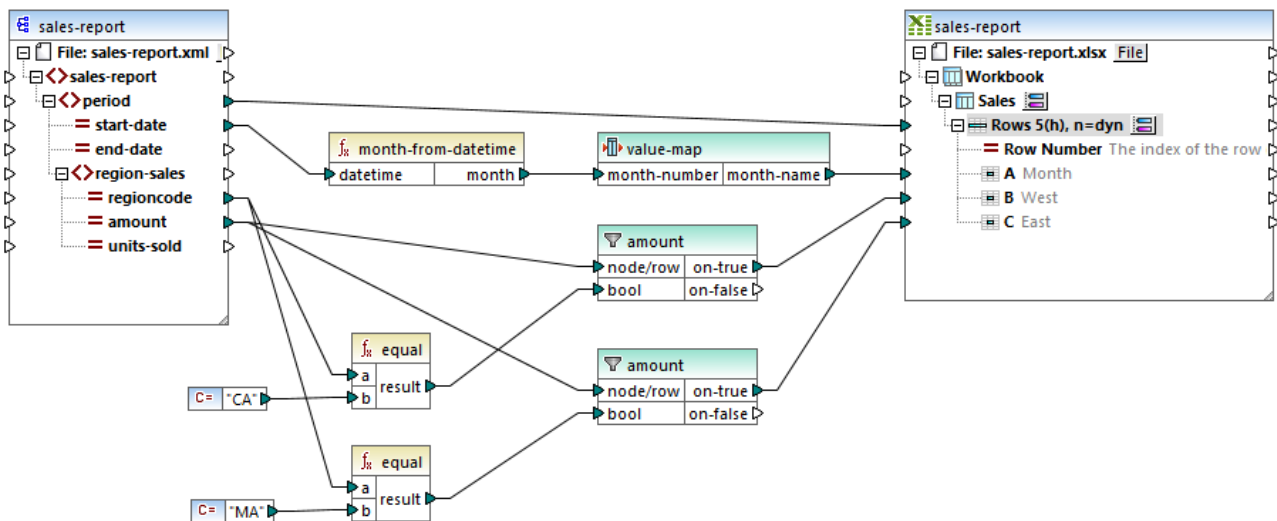 sales-report
File: sales-report.xml
sales-report
period
start-date
end-date
region-sales
regioncode
amount
units-sold
fx month-from-datetime
datetime month
value-map
month-number month-name
amount
node/row on-true
bool on-false
fx equal
a
result
b
C= "CA"
amount
node/row on-true
bool on-false
fx equal
a
result
b
C= "MA"
sales-report
File: sales-report.xlsx File
Workbook
Sales
Rows 5(h), n=dyn
Row Number The index of the row
A Month
B West
C East